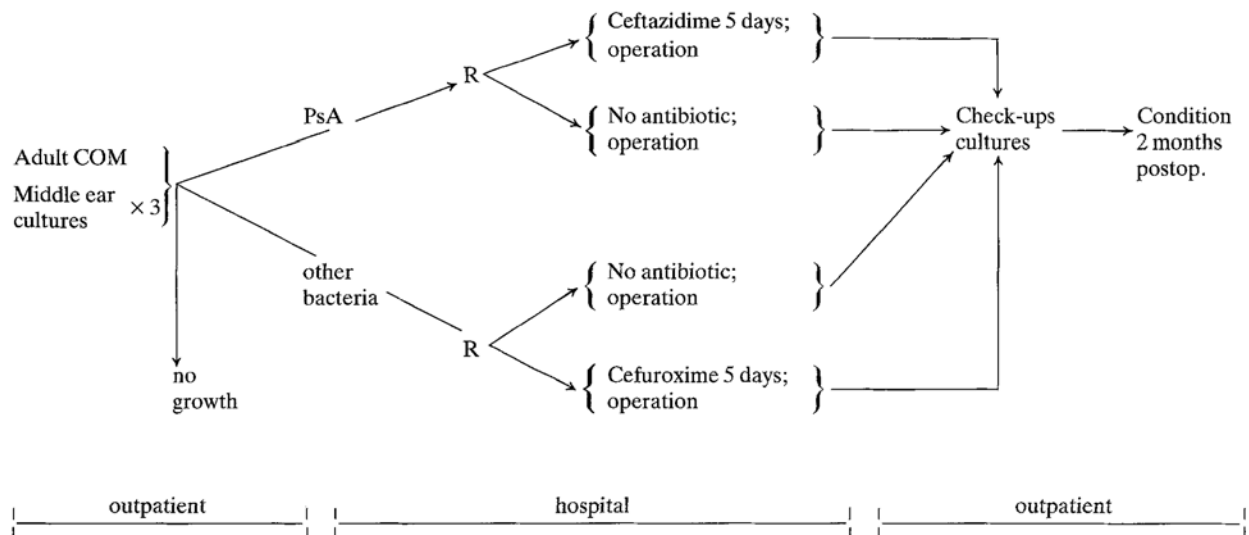 Adult COM
Middle ear
cultures
× 3
no
growth
PsA
other
bacteria
R
R
Ceftazidime 5 days;
operation
No antibiotic;
operation
No antibiotic;
operation
Cefuroxime 5 days;
operation
Check-ups
cultures
Condition
2 months
postop.
outpatient
hospital
outpatient